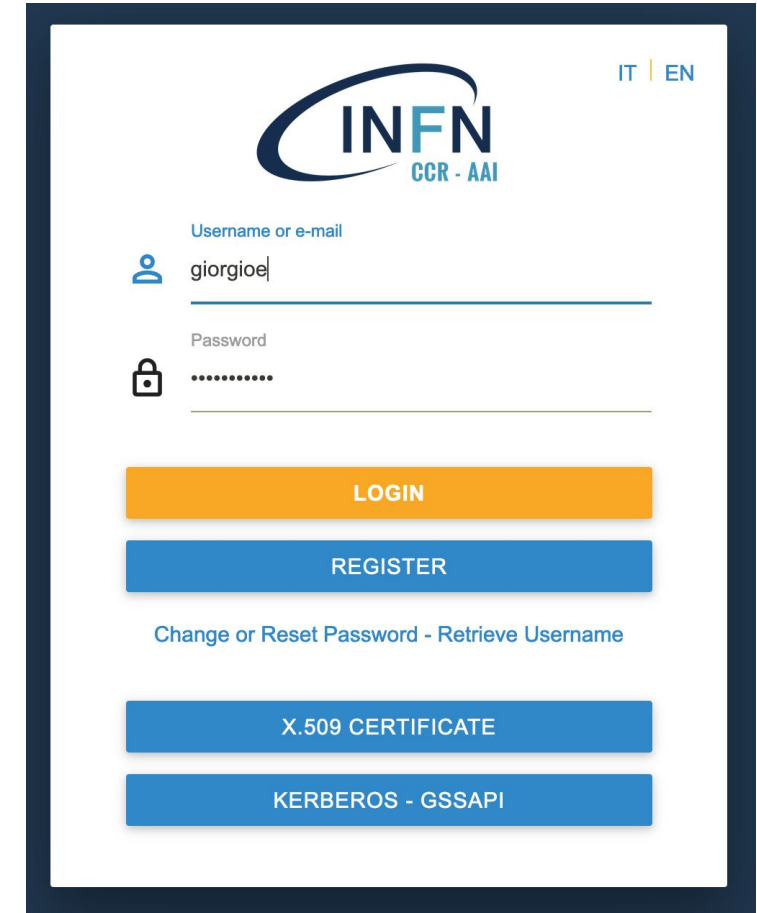 IT | EN
INFN
CCR - AAI
Username or e-mail
giorgioe
Password
•••••••••••
LOGIN
REGISTER
Change or Reset Password - Retrieve Username
X.509 CERTIFICATE
KERBEROS - GSSAPI